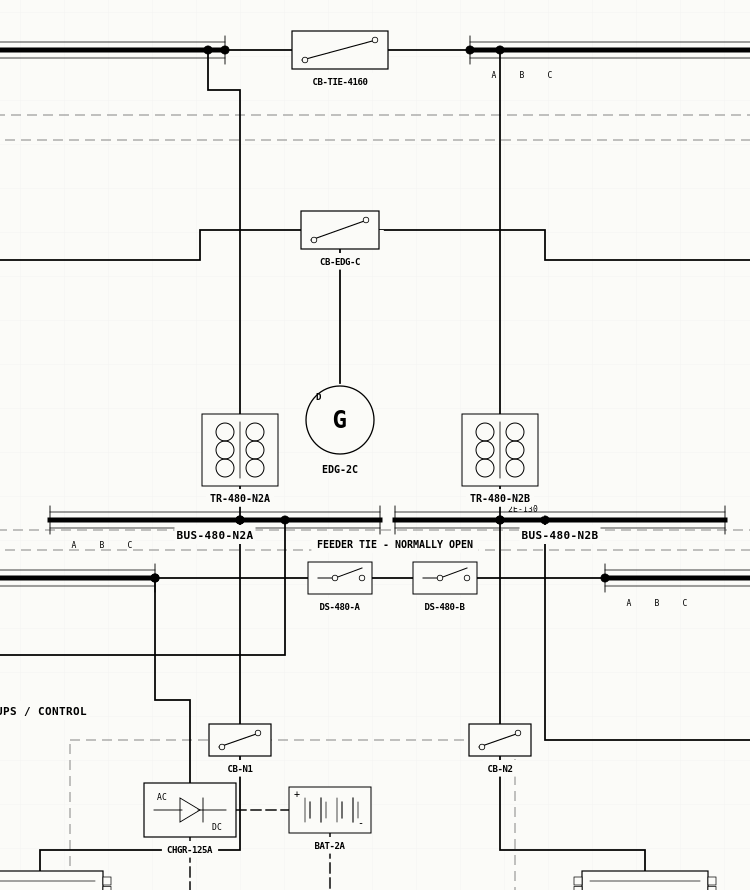 CB-TIE-4160
A B C
CB-EDG-C
D
G
EDG-2C
TR-480-N2A
TR-480-N2B
2E-130
BUS-480-N2A
BUS-480-N2B
A B C
FEEDER TIE - NORMALLY OPEN
DS-480-A
DS-480-B
A B C
UPS / CONTROL
CB-N1
CB-N2
AC
DC
+
-
CHGR-125A
BAT-2A